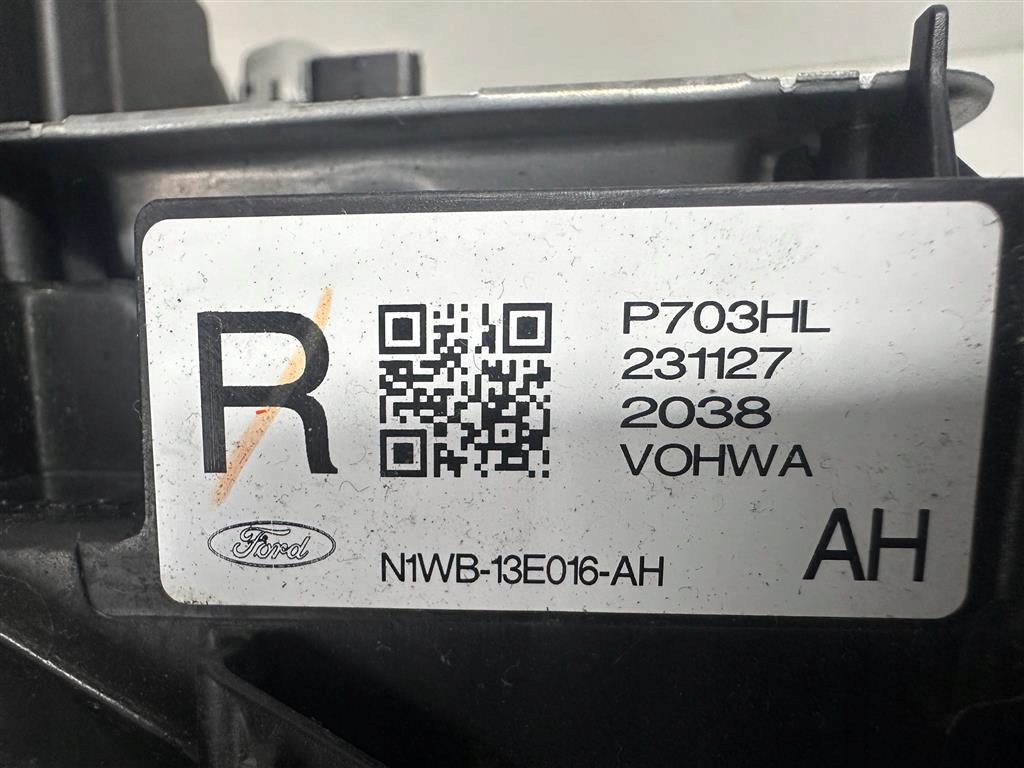 R
P703HL
231127
2038
VOHWA
Ford
N1WB-13E016-AH
AH